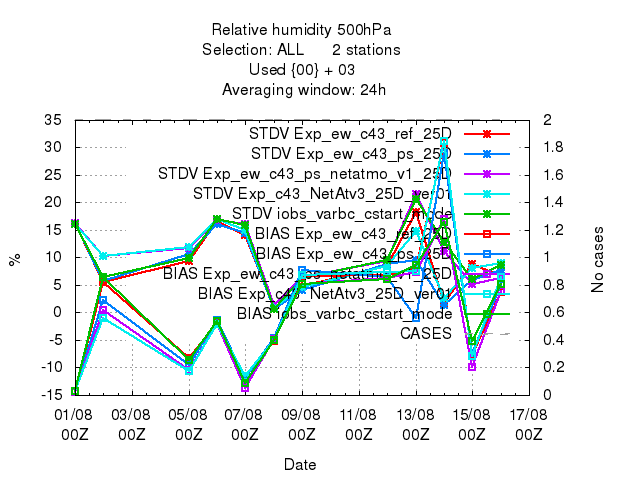 Relative humidity 500hPa
Selection: ALL 2 stations
Used {00} + 03
Averaging window: 24h
35
30
25
20
15
10
5
0
-5
-10
-15
%
2
1.8
1.6
1.4
1.2
1
0.8
0.6
0.4
0.2
0
No cases
STDV Exp_ew_c43_ref_25D
STDV Exp_ew_c43_ps_25D
STDV Exp_ew_c43_ps_netatmo_v1_25D
STDV Exp_c43_NetAtv3_25D_ver01
STDV iobs_varbc_cstart_mode
BIAS Exp_ew_c43_ref_25D
BIAS Exp_ew_c43_ps_25D
BIAS Exp_ew_c43_ps_netatmo_v1_25D
BIAS Exp_c43_NetAtv3_25D_ver01
BIAS iobs_varbc_cstart_mode
CASES
01/08 03/08 05/08 07/08 09/08 11/08 13/08 15/08 17/08
00Z 00Z 00Z 00Z 00Z 00Z 00Z 00Z 00Z
Date